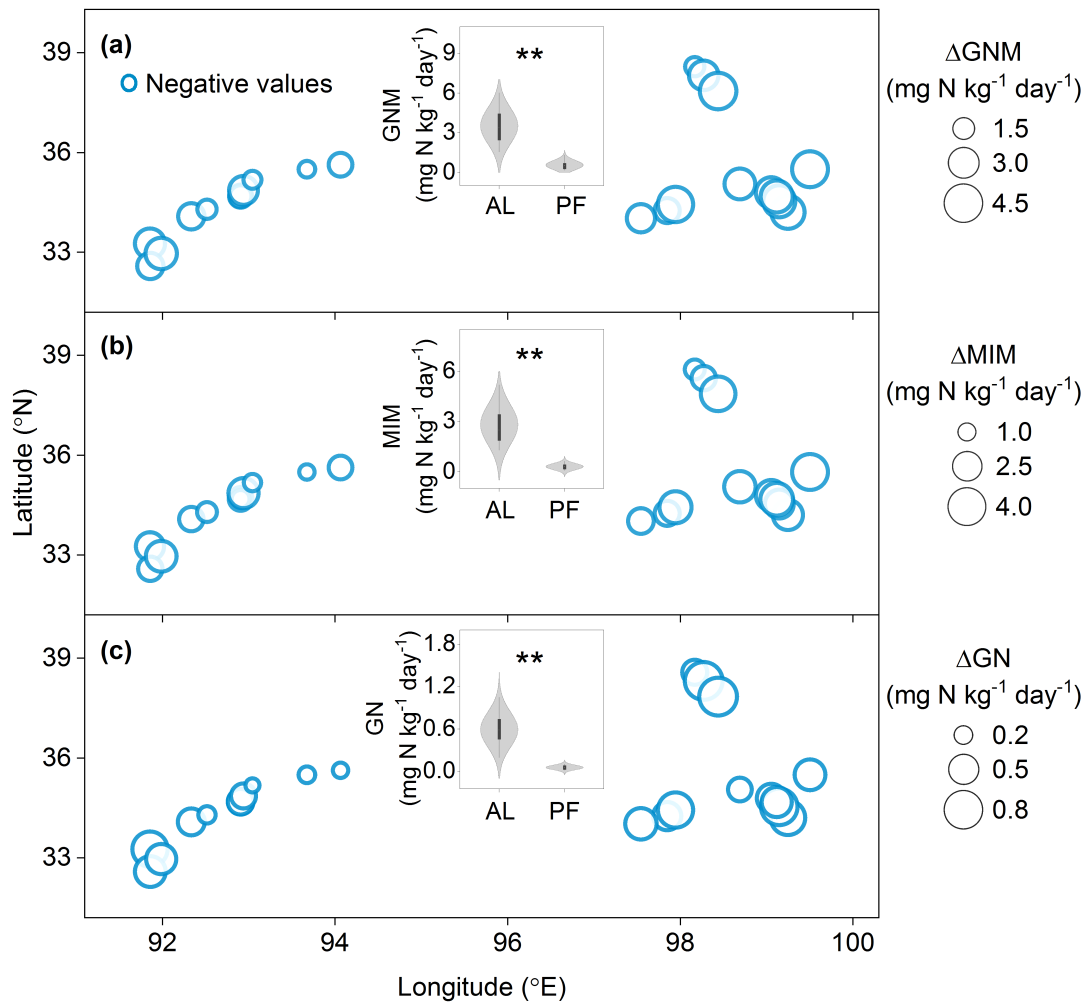 (a)
Negative values
39
36
33
GNM
(mg N kg⁻¹ day⁻¹)
9
6
3
0
**
AL PF
ΔGNM
(mg N kg⁻¹ day⁻¹)
1.5
3.0
4.5
(b)
39
36
33
MIM
(mg N kg⁻¹ day⁻¹)
6
3
0
**
AL PF
ΔMIM
(mg N kg⁻¹ day⁻¹)
1.0
2.5
4.0
Latitude (°N)
(c)
39
36
33
GN
(mg N kg⁻¹ day⁻¹)
1.8
1.2
0.6
0.0
**
AL PF
ΔGN
(mg N kg⁻¹ day⁻¹)
0.2
0.5
0.8
92 94 96 98 100
Longitude (°E)